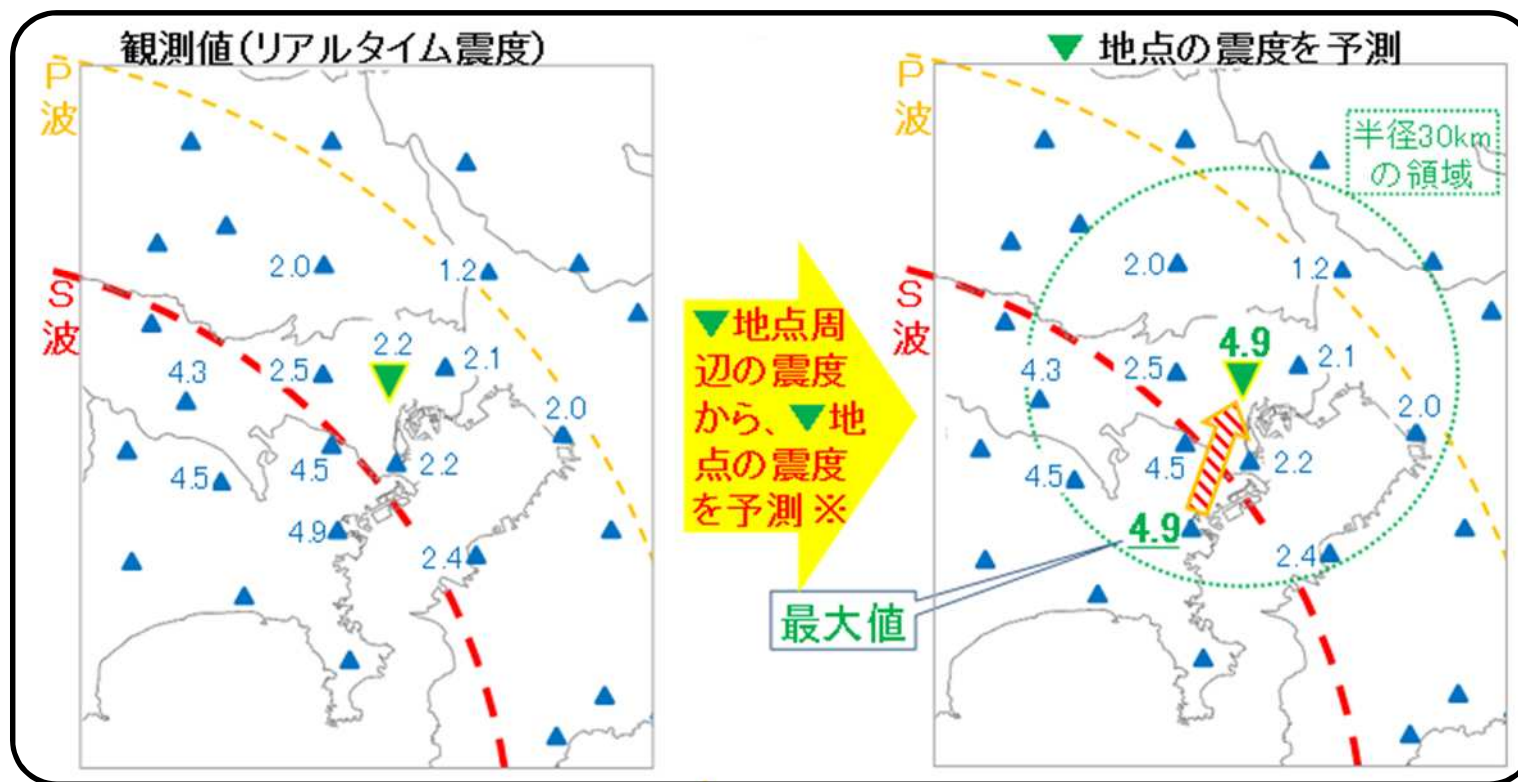 観測値(リアルタイム震度)
P
波
S
波
2.0
1.2
2.2
4.3
2.5
2.1
2.0
4.5
4.5
2.2
4.9
2.4
▼地点周
辺の震度
から、▼地
点の震度
を予測※
▼ 地点の震度を予測
P
波
半径30km
の領域
S
波
2.0
1.2
4.9
4.3
2.5
2.1
2.0
4.5
4.5
2.2
4.9
2.4
最大値